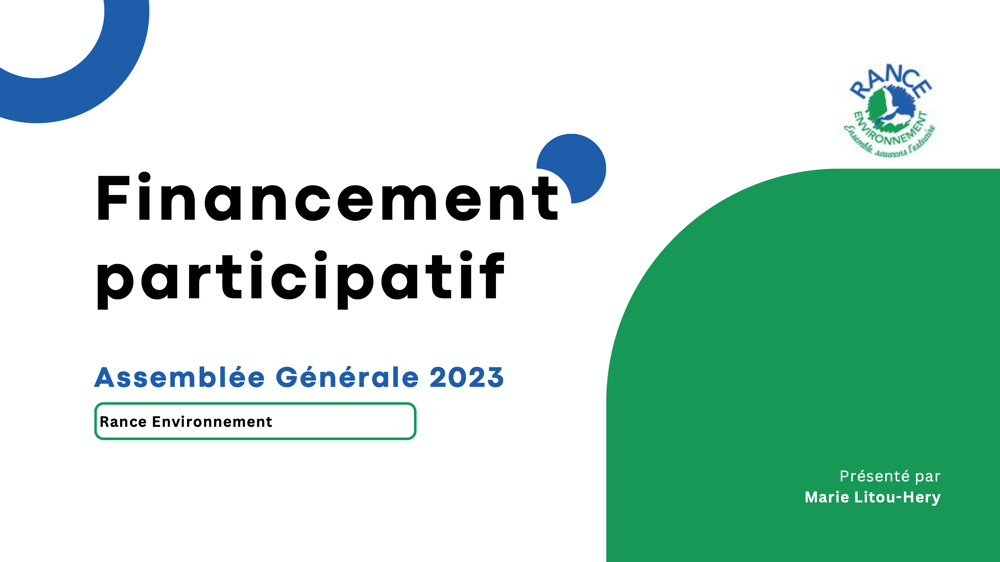 RANCE
ENVIRONNEMENT
Ensemble, sauvons l'estuaire
Financement
participatif
Assemblée Générale 2023
Rance Environnement
Présenté par
Marie Litou-Hery